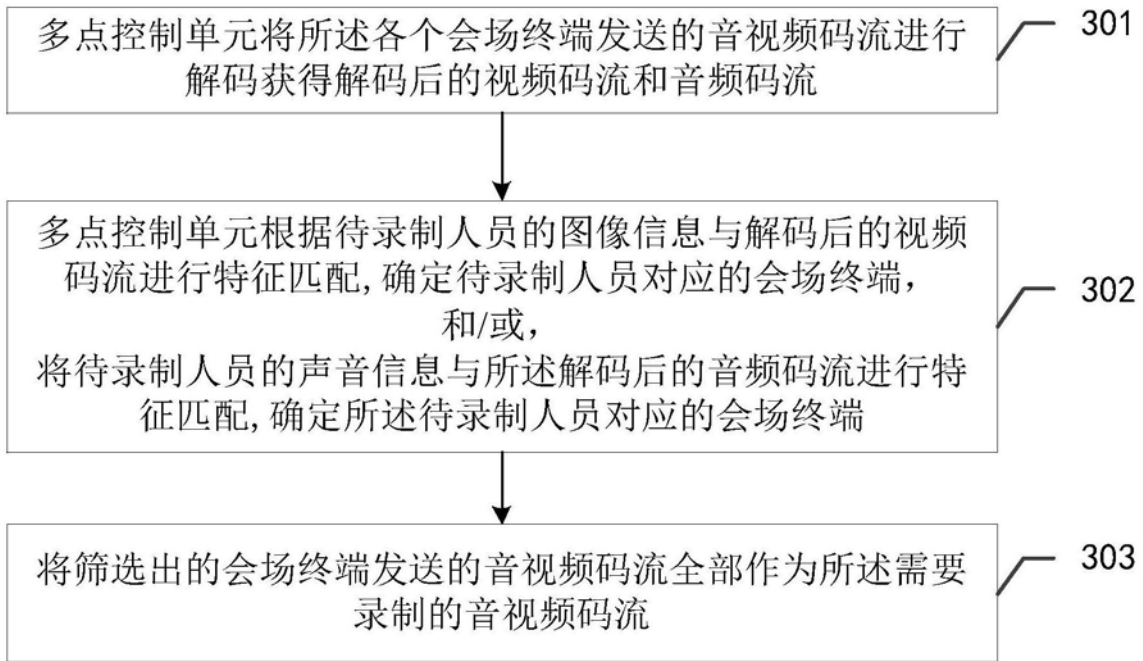 多点控制单元将所述各个会场终端发送的音视频码流进行
解码获得解码后的视频码流和音频码流
301
多点控制单元根据待录制人员的图像信息与解码后的视频
码流进行特征匹配,确定待录制人员对应的会场终端,
和/或,
将待录制人员的声音信息与所述解码后的音频码流进行特
征匹配,确定所述待录制人员对应的会场终端
302
将筛选出的会场终端发送的音视频码流全部作为所述需要
录制的音视频码流
303